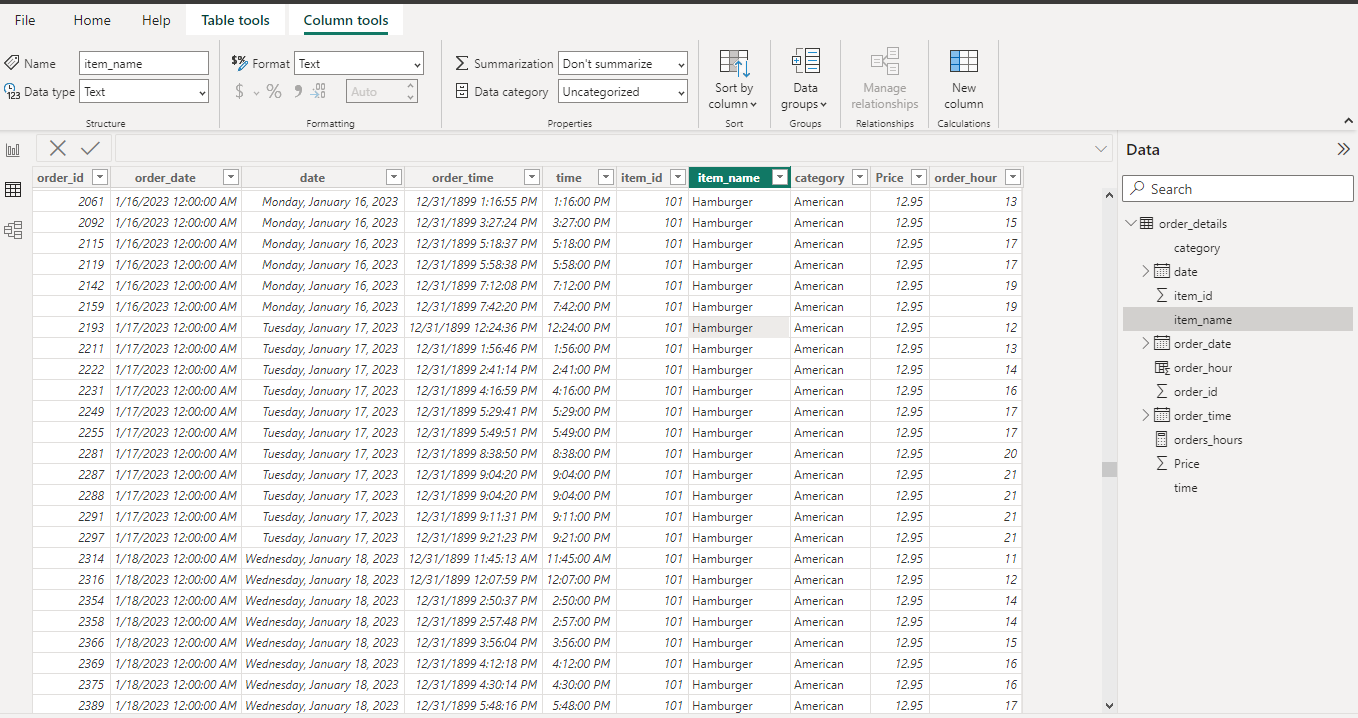 File Home Help Table tools Column tools
Name item_name $% Format Text Summarization Don't summarize Sort by column Data groups Manage relationships New column
Data type Text $ % 9 Auto Data category Uncategorized
Structure Formatting Properties Sort Groups Relationships Calculations
order_id order_date date order_time time item_id item_name category Price order_hour
2061 1/16/2023 12:00:00 AM Monday, January 16, 2023 12/31/1899 1:16:55 PM 1:16:00 PM 101 Hamburger American 12.95 13
2092 1/16/2023 12:00:00 AM Monday, January 16, 2023 12/31/1899 3:27:24 PM 3:27:00 PM 101 Hamburger American 12.95 15
2115 1/16/2023 12:00:00 AM Monday, January 16, 2023 12/31/1899 5:18:37 PM 5:18:00 PM 101 Hamburger American 12.95 17
2119 1/16/2023 12:00:00 AM Monday, January 16, 2023 12/31/1899 5:58:38 PM 5:58:00 PM 101 Hamburger American 12.95 17
2142 1/16/2023 12:00:00 AM Monday, January 16, 2023 12/31/1899 7:12:08 PM 7:12:00 PM 101 Hamburger American 12.95 19
2159 1/16/2023 12:00:00 AM Monday, January 16, 2023 12/31/1899 7:42:20 PM 7:42:00 PM 101 Hamburger American 12.95 19
2193 1/17/2023 12:00:00 AM Tuesday, January 17, 2023 12/31/1899 12:24:36 PM 12:24:00 PM 101 Hamburger American 12.95 12
2211 1/17/2023 12:00:00 AM Tuesday, January 17, 2023 12/31/1899 1:56:46 PM 1:56:00 PM 101 Hamburger American 12.95 13
2222 1/17/2023 12:00:00 AM Tuesday, January 17, 2023 12/31/1899 2:41:14 PM 2:41:00 PM 101 Hamburger American 12.95 14
2231 1/17/2023 12:00:00 AM Tuesday, January 17, 2023 12/31/1899 4:16:59 PM 4:16:00 PM 101 Hamburger American 12.95 16
2249 1/17/2023 12:00:00 AM Tuesday, January 17, 2023 12/31/1899 5:29:41 PM 5:29:00 PM 101 Hamburger American 12.95 17
2255 1/17/2023 12:00:00 AM Tuesday, January 17, 2023 12/31/1899 5:49:51 PM 5:49:00 PM 101 Hamburger American 12.95 17
2281 1/17/2023 12:00:00 AM Tuesday, January 17, 2023 12/31/1899 8:38:50 PM 8:38:00 PM 101 Hamburger American 12.95 20
2287 1/17/2023 12:00:00 AM Tuesday, January 17, 2023 12/31/1899 9:04:20 PM 9:04:00 PM 101 Hamburger American 12.95 21
2288 1/17/2023 12:00:00 AM Tuesday, January 17, 2023 12/31/1899 9:04:20 PM 9:04:00 PM 101 Hamburger American 12.95 21
2291 1/17/2023 12:00:00 AM Tuesday, January 17, 2023 12/31/1899 9:11:31 PM 9:11:00 PM 101 Hamburger American 12.95 21
2297 1/17/2023 12:00:00 AM Tuesday, January 17, 2023 12/31/1899 9:21:23 PM 9:21:00 PM 101 Hamburger American 12.95 21
2314 1/18/2023 12:00:00 AM Wednesday, January 18, 2023 12/31/1899 11:45:13 AM 11:45:00 AM 101 Hamburger American 12.95 11
2316 1/18/2023 12:00:00 AM Wednesday, January 18, 2023 12/31/1899 12:07:59 PM 12:07:00 PM 101 Hamburger American 12.95 12
2354 1/18/2023 12:00:00 AM Wednesday, January 18, 2023 12/31/1899 2:50:37 PM 2:50:00 PM 101 Hamburger American 12.95 14
2358 1/18/2023 12:00:00 AM Wednesday, January 18, 2023 12/31/1899 2:57:48 PM 2:57:00 PM 101 Hamburger American 12.95 14
2366 1/18/2023 12:00:00 AM Wednesday, January 18, 2023 12/31/1899 3:56:04 PM 3:56:00 PM 101 Hamburger American 12.95 15
2369 1/18/2023 12:00:00 AM Wednesday, January 18, 2023 12/31/1899 4:12:18 PM 4:12:00 PM 101 Hamburger American 12.95 16
2375 1/18/2023 12:00:00 AM Wednesday, January 18, 2023 12/31/1899 4:30:14 PM 4:30:00 PM 101 Hamburger American 12.95 16
2389 1/18/2023 12:00:00 AM Wednesday, January 18, 2023 12/31/1899 5:48:16 PM 5:48:00 PM 101 Hamburger American 12.95 17
Data
Search
order_details
category
date
item_id
item_name
order_date
order_hour
order_id
order_time
orders_hours
Price
time